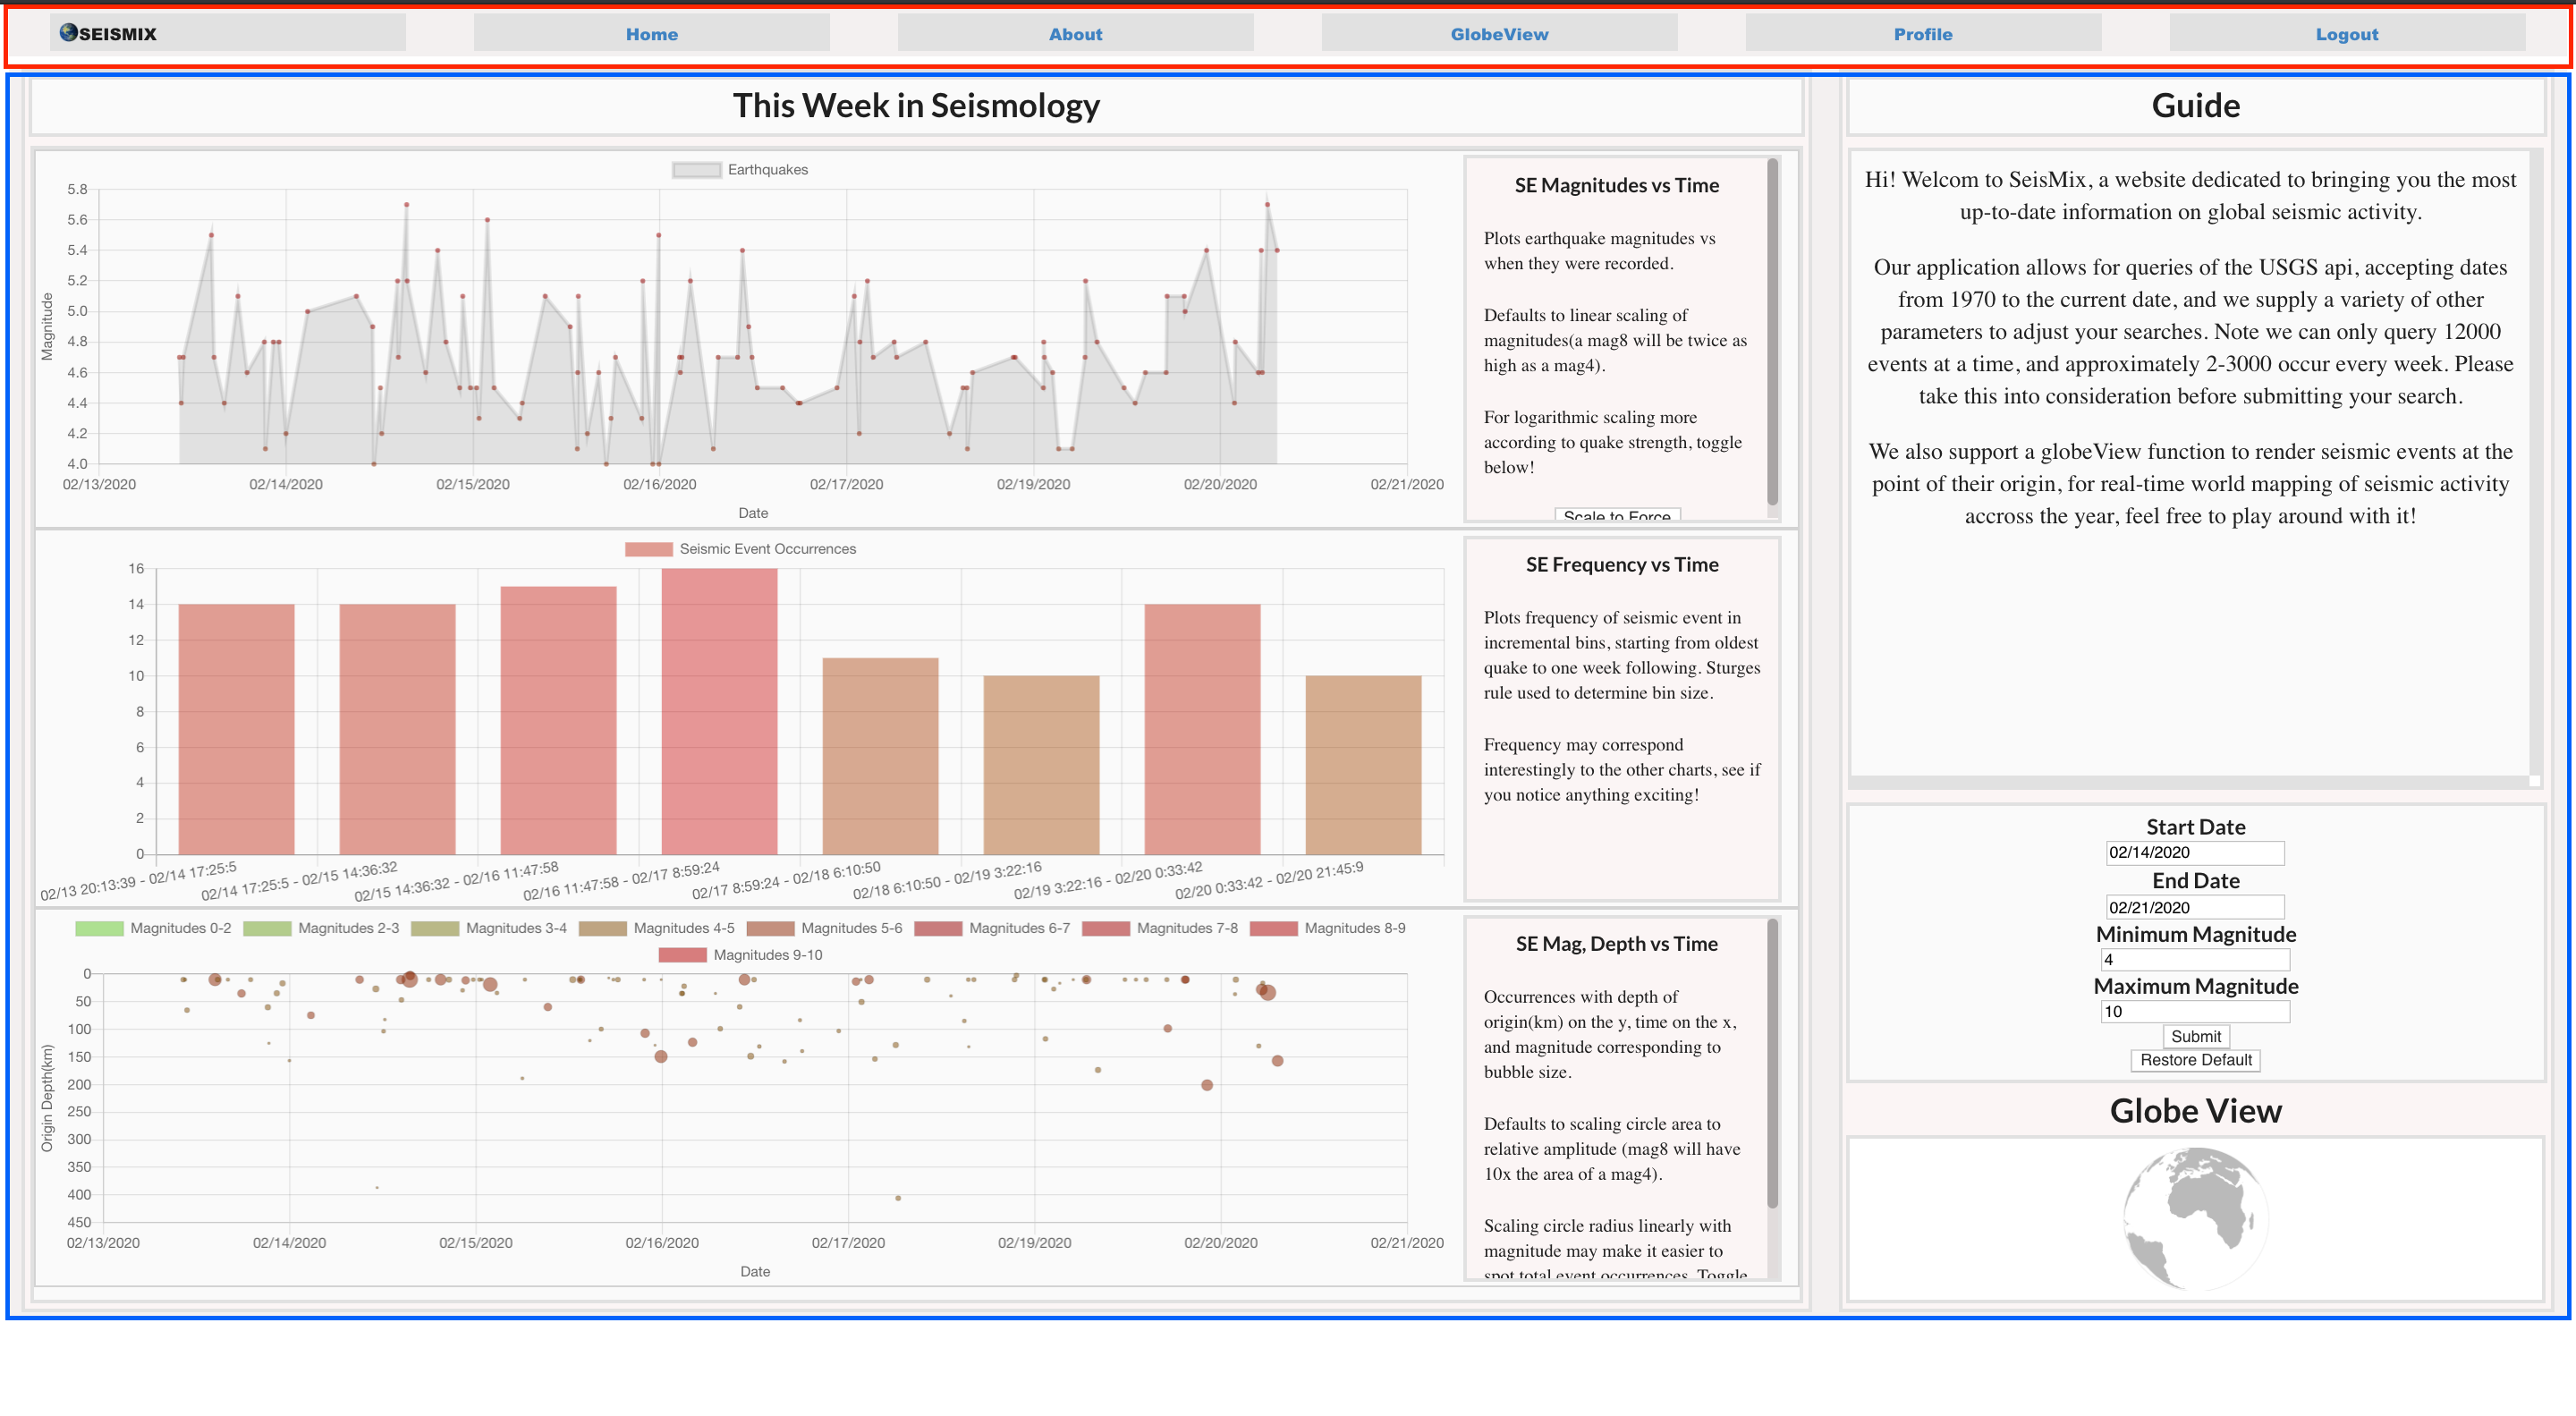 SEISMIX
Home
About
GlobeView
Profile
Logout
This Week in Seismology
Earthquakes
Magnitude
5.8
5.6
5.4
5.2
5.0
4.8
4.6
4.4
4.2
4.0
02/13/2020
02/14/2020
02/15/2020
02/16/2020
02/17/2020
02/19/2020
02/20/2020
02/21/2020
Date
SE Magnitudes vs Time
Plots earthquake magnitudes vs
when they were recorded.
Defaults to linear scaling of
magnitudes(a mag8 will be twice as
high as a mag4).
For logarithmic scaling more
according to quake strength, toggle
below!
Scale to Force
Seismic Event Occurrences
16
14
12
10
8
6
4
2
0
02/13 20:13:39 - 02/14 17:25:5
02/14 17:25:5 - 02/15 14:36:32
02/15 14:36:32 - 02/16 11:47:58
02/16 11:47:58 - 02/17 8:59:24
02/17 8:59:24 - 02/18 6:10:50
02/18 6:10:50 - 02/19 3:22:16
02/19 3:22:16 - 02/20 0:33:42
02/20 0:33:42 - 02/20 21:45:9
SE Frequency vs Time
Plots frequency of seismic event in
incremental bins, starting from oldest
quake to one week following. Sturges
rule used to determine bin size.
Frequency may correspond
interestingly to the other charts, see if
you notice anything exciting!
Magnitudes 0-2
Magnitudes 2-3
Magnitudes 3-4
Magnitudes 4-5
Magnitudes 5-6
Magnitudes 6-7
Magnitudes 7-8
Magnitudes 8-9
Magnitudes 9-10
Origin Depth(km)
0
50
100
150
200
250
300
350
400
450
02/13/2020
02/14/2020
02/15/2020
02/16/2020
02/17/2020
02/19/2020
02/20/2020
02/21/2020
Date
SE Mag, Depth vs Time
Occurrences with depth of
origin(km) on the y, time on the x,
and magnitude corresponding to
bubble size.
Defaults to scaling circle area to
relative amplitude (mag8 will have
10x the area of a mag4).
Scaling circle radius linearly with
magnitude may make it easier to
spot total event occurrences. Toggle
Guide
Hi! Welcom to SeisMix, a website dedicated to bringing you the most
up-to-date information on global seismic activity.
Our application allows for queries of the USGS api, accepting dates
from 1970 to the current date, and we supply a variety of other
parameters to adjust your searches. Note we can only query 12000
events at a time, and approximately 2-3000 occur every week. Please
take this into consideration before submitting your search.
We also support a globeView function to render seismic events at the
point of their origin, for real-time world mapping of seismic activity
accross the year, feel free to play around with it!
Start Date
02/14/2020
End Date
02/21/2020
Minimum Magnitude
4
Maximum Magnitude
10
Submit
Restore Default
Globe View